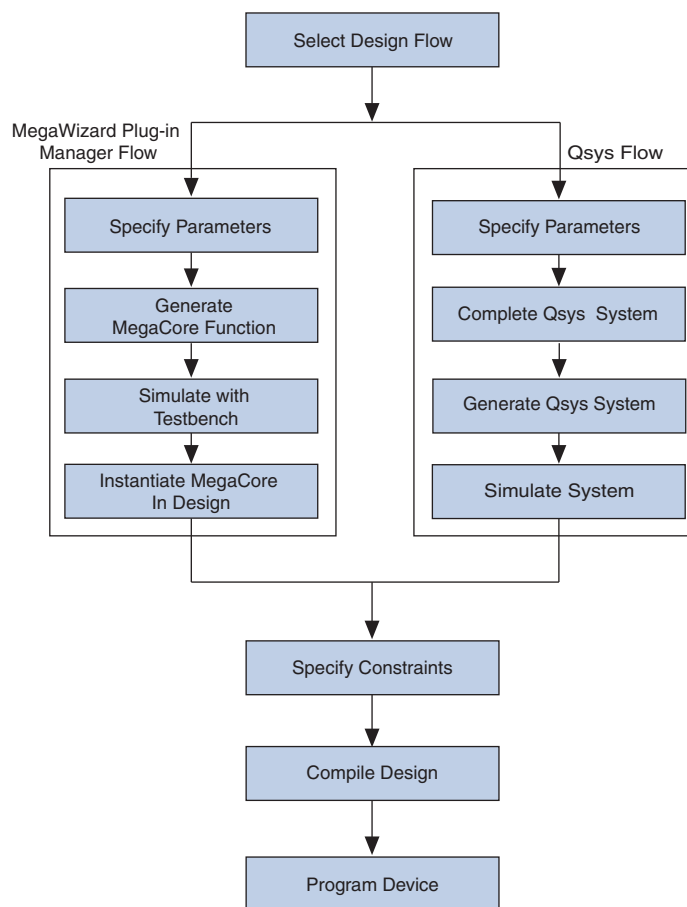 Select Design Flow
MegaWizard Plug-in
Manager Flow
Specify Parameters
Generate
MegaCore Function
Simulate with
Testbench
Instantiate MegaCore
In Design
Qsys Flow
Specify Parameters
Complete Qsys System
Generate Qsys System
Simulate System
Specify Constraints
Compile Design
Program Device